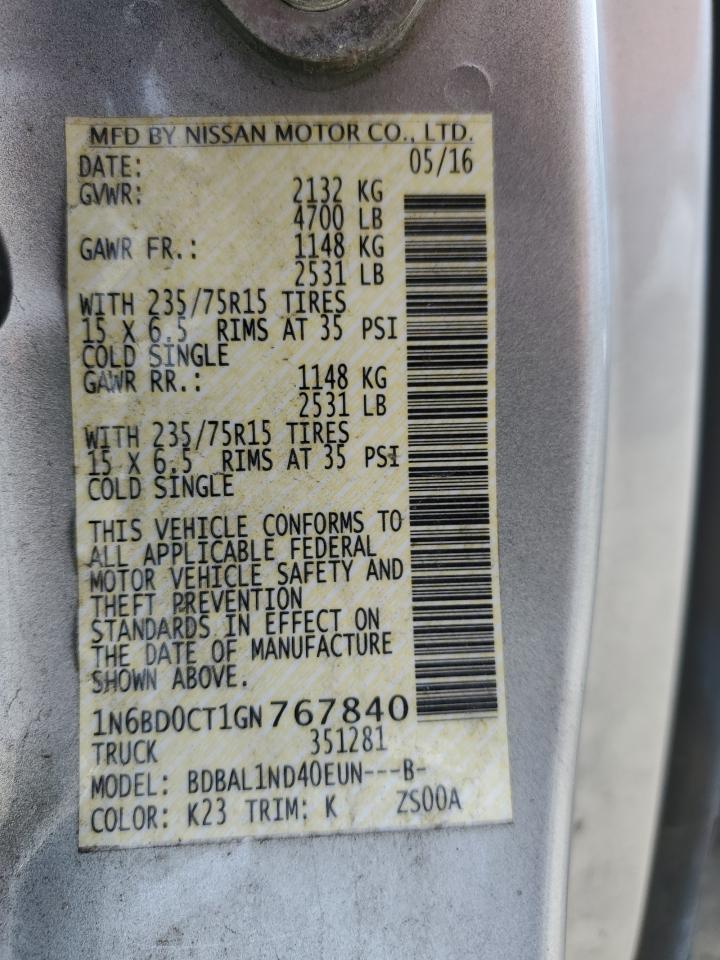 MFD BY NISSAN MOTOR CO., LTD.
DATE: 05/16
GVWR: 2132 KG
4700 LB
GAWR FR.: 1148 KG
2531 LB
WITH 235/75R15 TIRES
15 X 6.5 RIMS AT 35 PSI
COLD SINGLE
GAWR RR.: 1148 KG
2531 LB
WITH 235/75R15 TIRES
15 X 6.5 RIMS AT 35 PSI
COLD SINGLE
THIS VEHICLE CONFORMS TO
ALL APPLICABLE FEDERAL
MOTOR VEHICLE SAFETY AND
THEFT PREVENTION
STANDARDS IN EFFECT ON
THE DATE OF MANUFACTURE
SHOWN ABOVE.
1N6BD0CT1GN767840
TRUCK 351281
MODEL: BDBAL1ND40EUN---B-
COLOR: K23 TRIM: K ZS00A